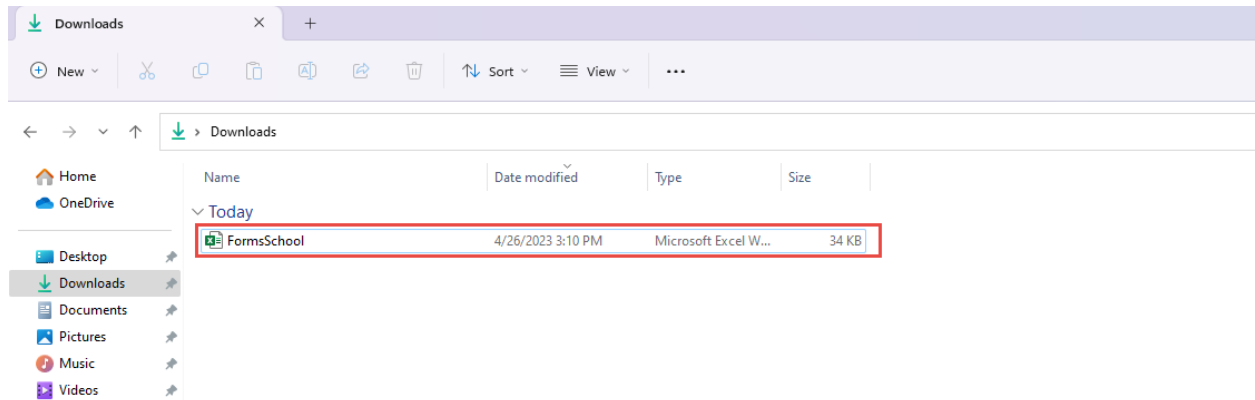 Downloads
New
Sort
View
Downloads
Home
OneDrive
Desktop
Downloads
Documents
Pictures
Music
Videos
Name Date modified Type Size
Today
FormsSchool 4/26/2023 3:10 PM Microsoft Excel W... 34 KB